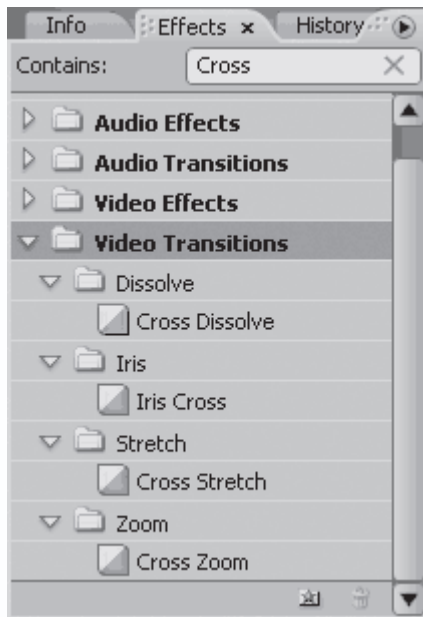 Info Effects × History
Contains: Cross
Audio Effects
Audio Transitions
Video Effects
Video Transitions
Dissolve
Cross Dissolve
Iris
Iris Cross
Stretch
Cross Stretch
Zoom
Cross Zoom